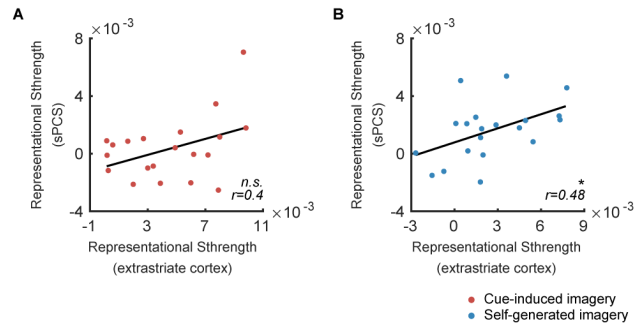 A
×10⁻³
8
4
0
-4
Representational Sthrength
(sPCS)
n.s.
r=0.4
-1
3
7
11
×10⁻³
Representational Sthrength
(extrastriate cortex)
B
×10⁻³
8
4
0
-4
Representational Sthrength
(sPCS)
*
r=0.48
-3
0
3
6
9
×10⁻³
Representational Sthrength
(extrastriate cortex)
Cue-induced imagery
Self-generated imagery